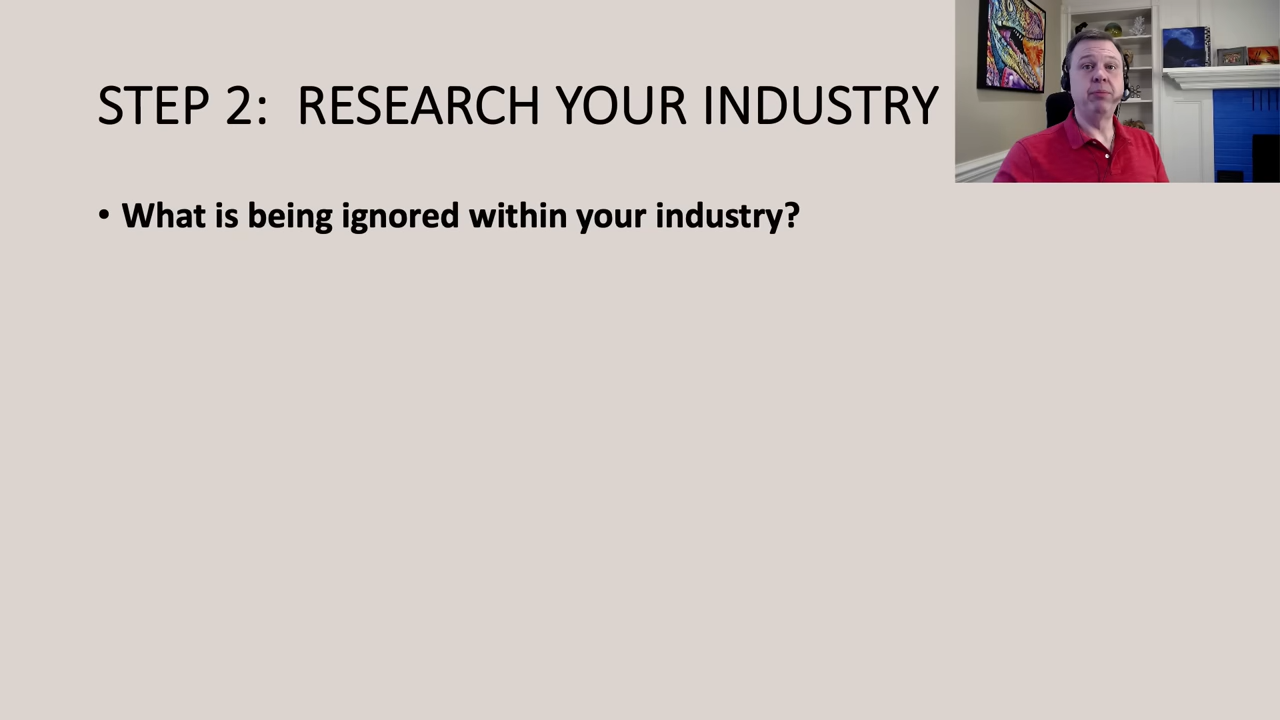 STEP 2: RESEARCH YOUR INDUSTRY
• What is being ignored within your industry?